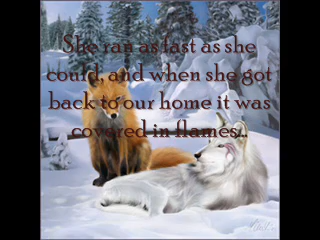 She ran as fast as she
could, and when she got
back to our home it was
covered in flames..